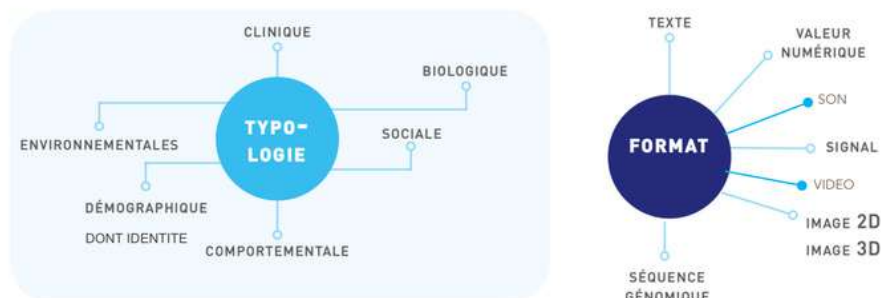 CLINIQUE
BIOLOGIQUE
TYPO-
LOGIE
SOCIALE
ENVIRONNEMENTALES
DÉMOGRAPHIQUE
DONT IDENTITE
COMPORTEMENTALE
TEXTE
VALEUR
NUMÉRIQUE
SON
FORMAT
SIGNAL
VIDEO
IMAGE 2D
IMAGE 3D
SÉQUENCE
GÉNOMIQUE